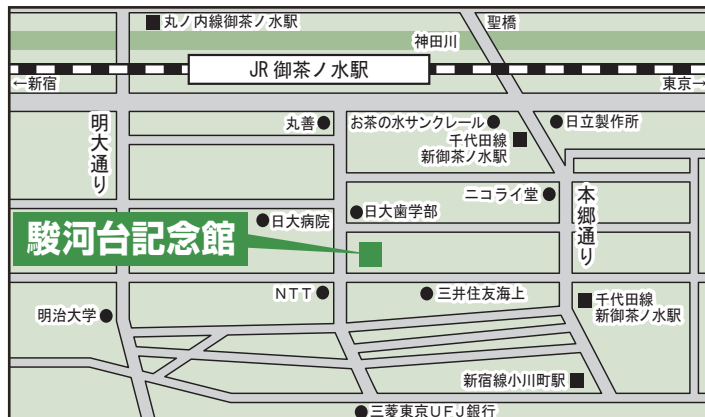 丸ノ内線御茶ノ水駅
聖橋
神田川
JR 御茶ノ水駅
←新宿
東京→
明大通り
丸善
お茶の水サンクレール
日立製作所
千代田線
新御茶ノ水駅
ニコライ堂
本郷通り
日大歯学部
日大病院
駿河台記念館
NTT
三井住友海上
明治大学
千代田線
新御茶ノ水駅
新宿線小川町駅
三菱東京UFJ銀行